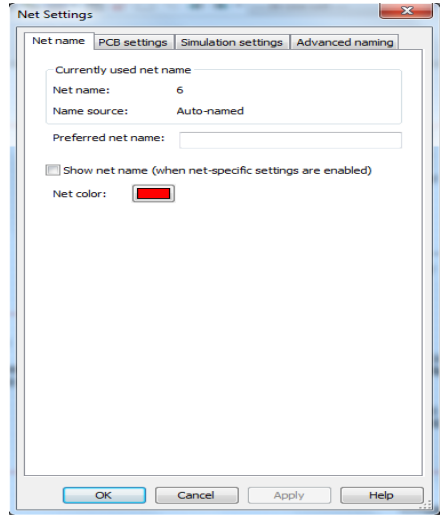 Net Settings
Net name PCB settings Simulation settings Advanced naming
Currently used net name
Net name: 6
Name source: Auto-named
Preferred net name:
Show net name (when net-specific settings are enabled)
Net color:
OK Cancel Apply Help